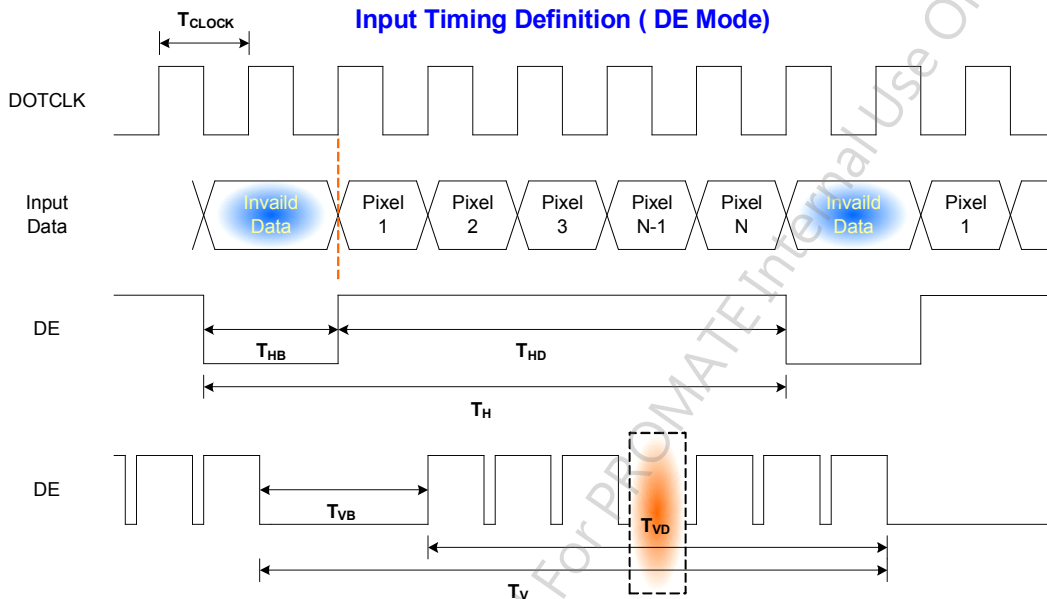 Input Timing Definition ( DE Mode)
TCLOCK
DOTCLK
Input
Data
Invaild
Data
Pixel
1
Pixel
2
Pixel
3
Pixel
N-1
Pixel
N
Invaild
Data
Pixel
1
DE
THB
THD
TH
DE
TVB
TVD
TV
For PROMATE Internal Use